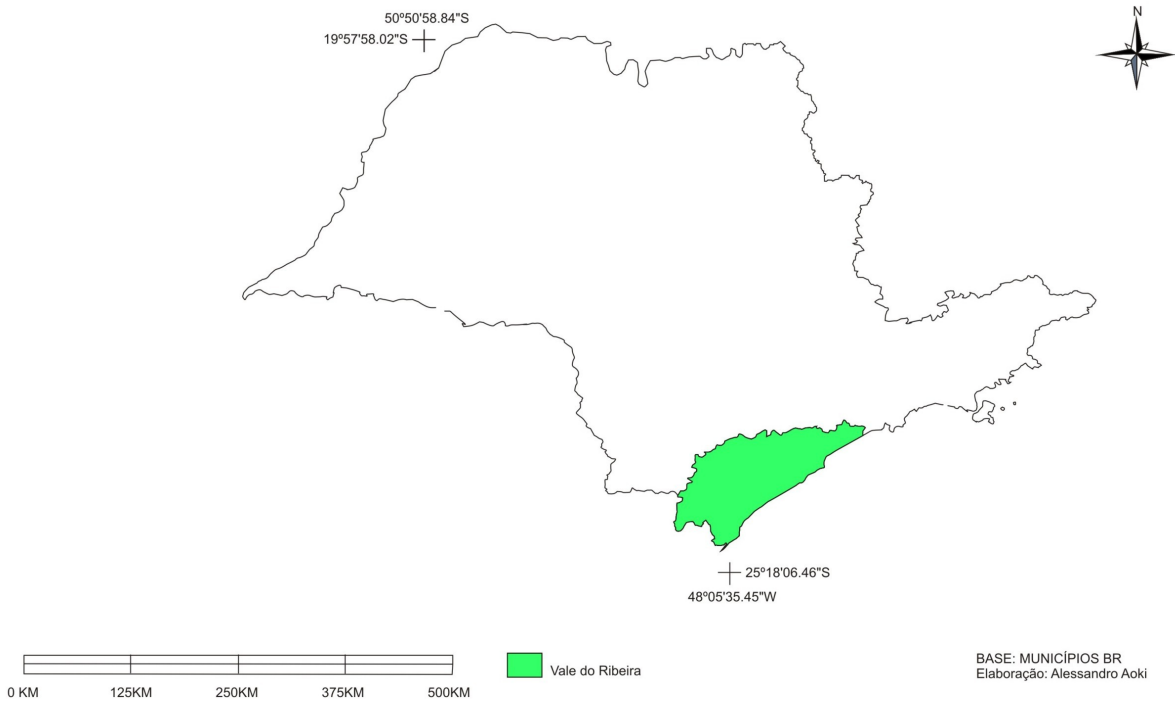 50º50'58.84"S
19º57'58.02"S
N
25º18'06.46"S
48º05'35.45"W
0 KM
125KM
250KM
375KM
500KM
Vale do Ribeira
BASE: MUNICÍPIOS BR
Elaboração: Alessandro Aoki